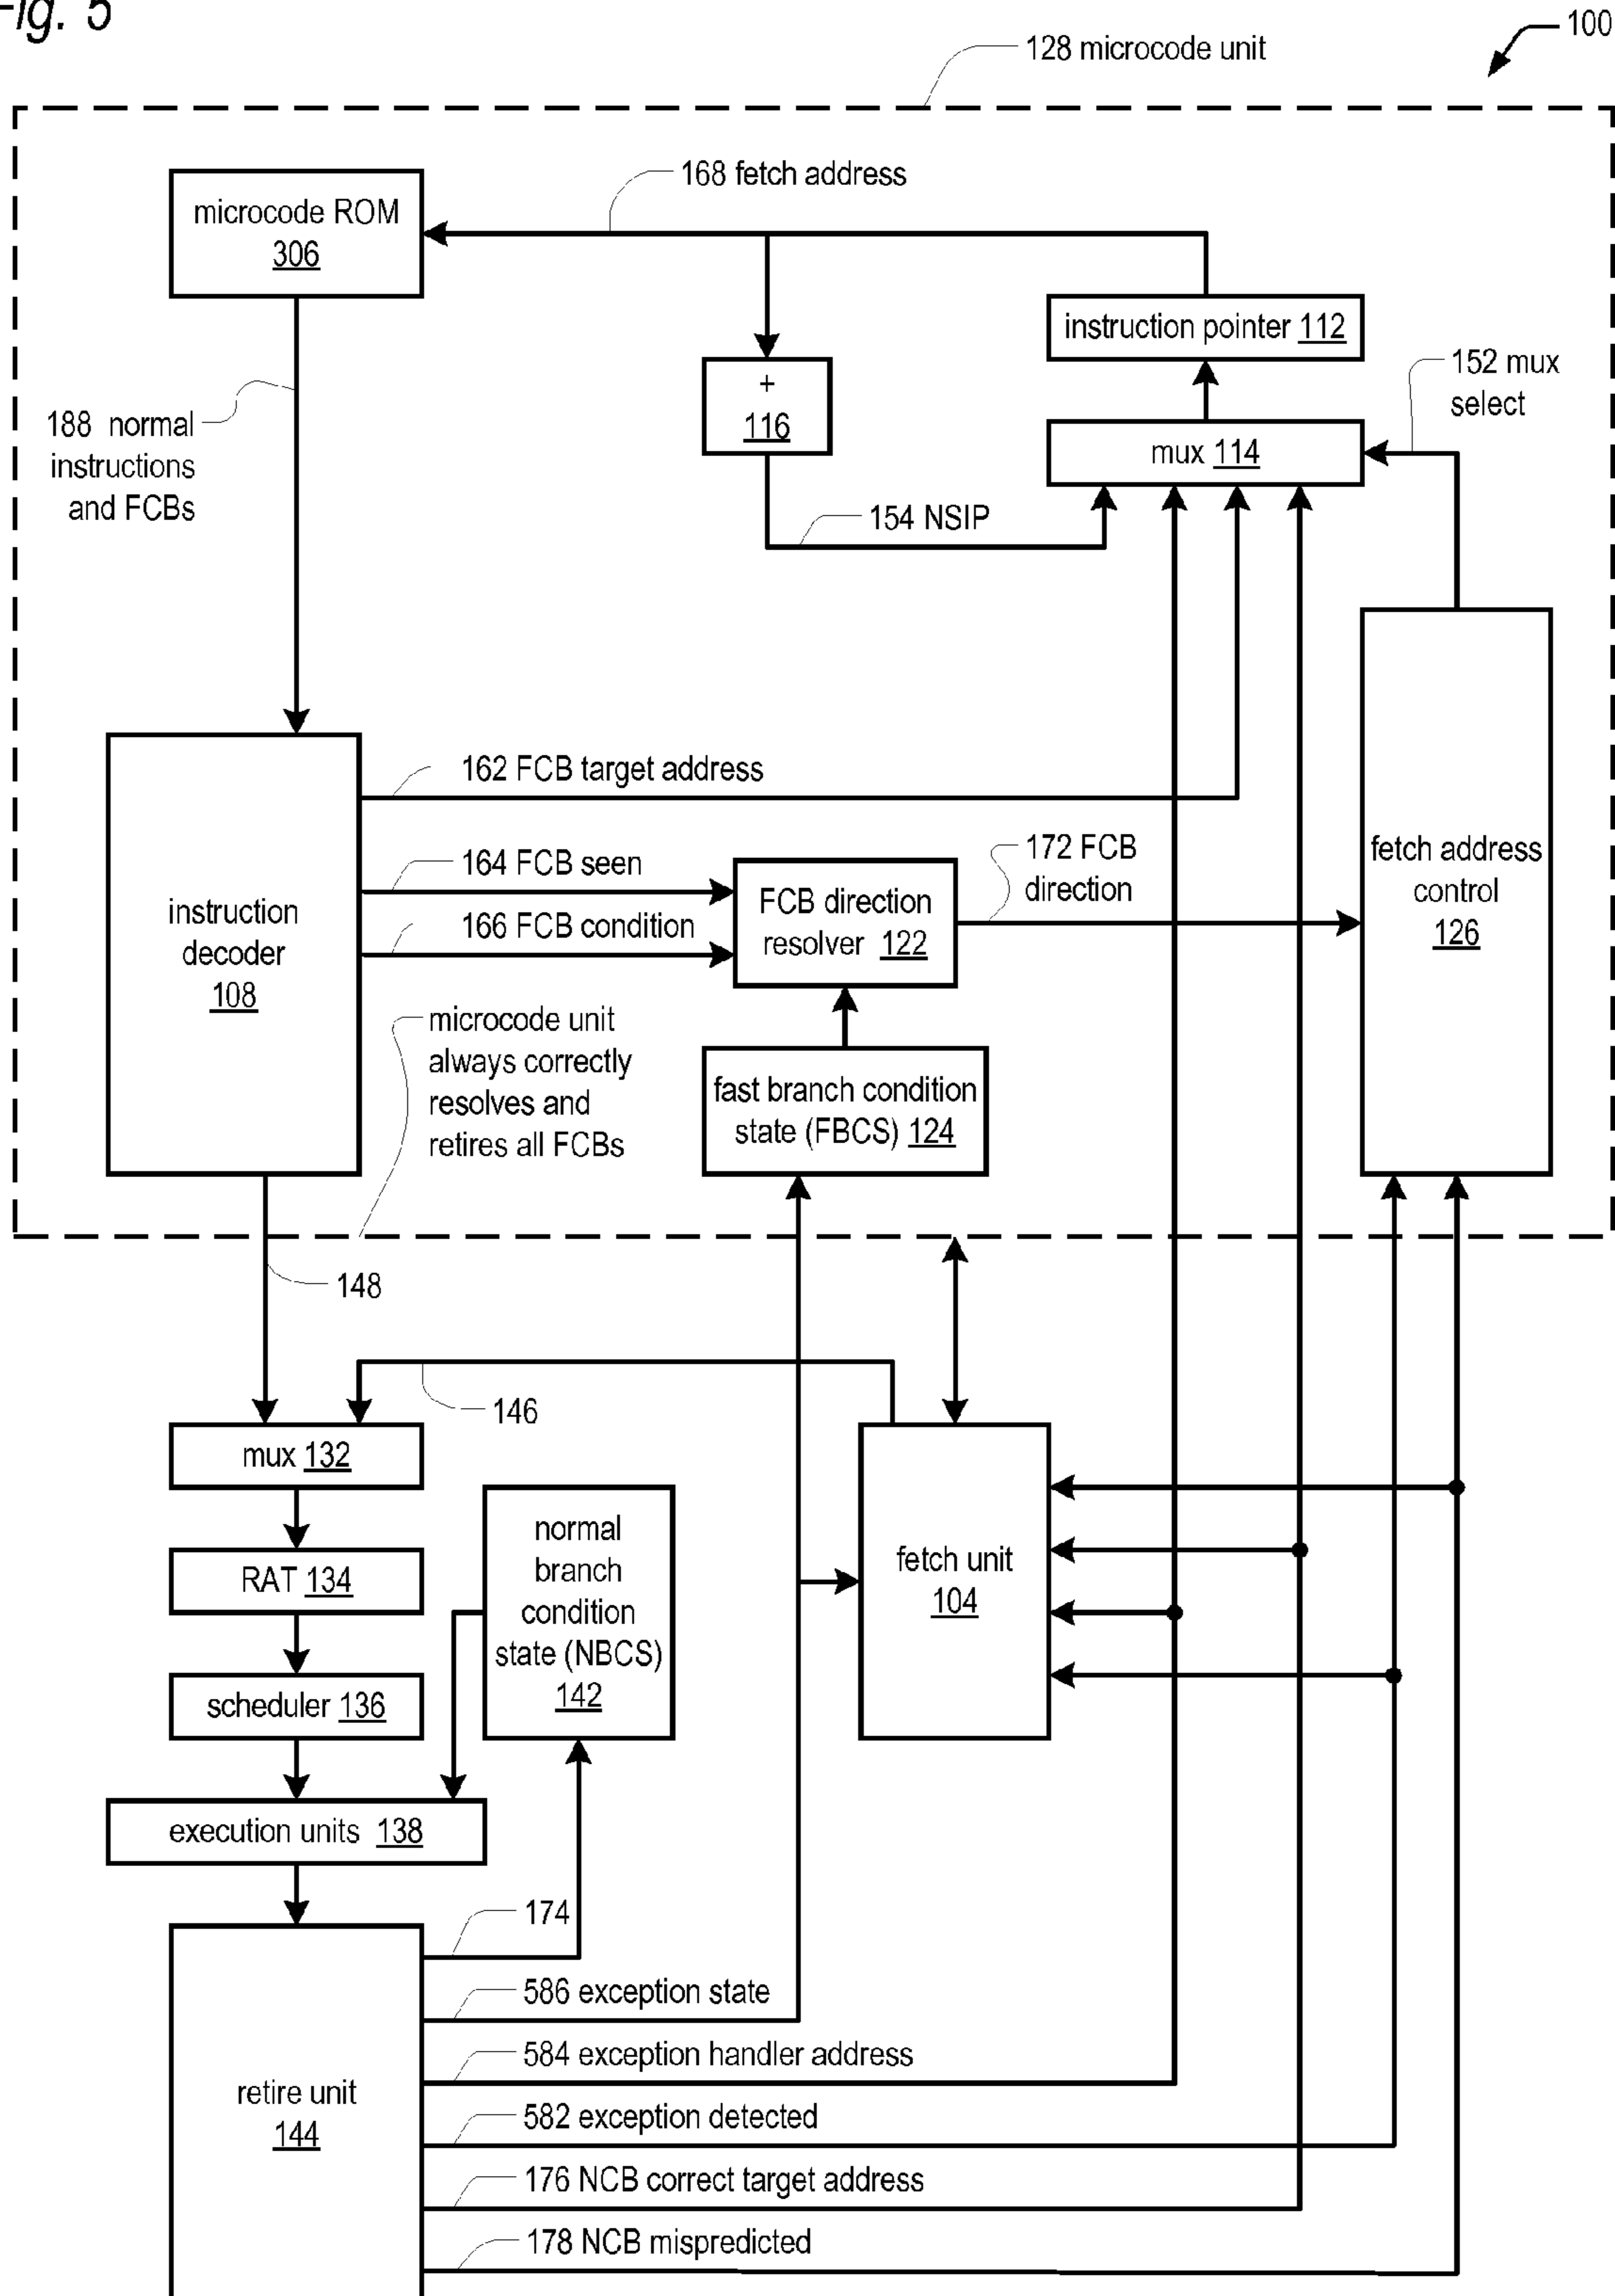 Fig. 5
100
128 microcode unit
168 fetch address
microcode ROM
306
instruction pointer 112
152 mux
select
+
116
188 normal
instructions
and FCBs
mux 114
154 NSIP
162 FCB target address
164 FCB seen
172 FCB
direction
fetch address
control
126
FCB direction
resolver 122
instruction
decoder
108
166 FCB condition
microcode unit
always correctly
resolves and
retires all FCBs
fast branch condition
state (FBCS) 124
148
146
mux 132
normal
branch
condition
state (NBCS)
142
fetch unit
104
RAT 134
scheduler 136
execution units 138
174
586 exception state
584 exception handler address
retire unit
144
582 exception detected
176 NCB correct target address
178 NCB mispredicted